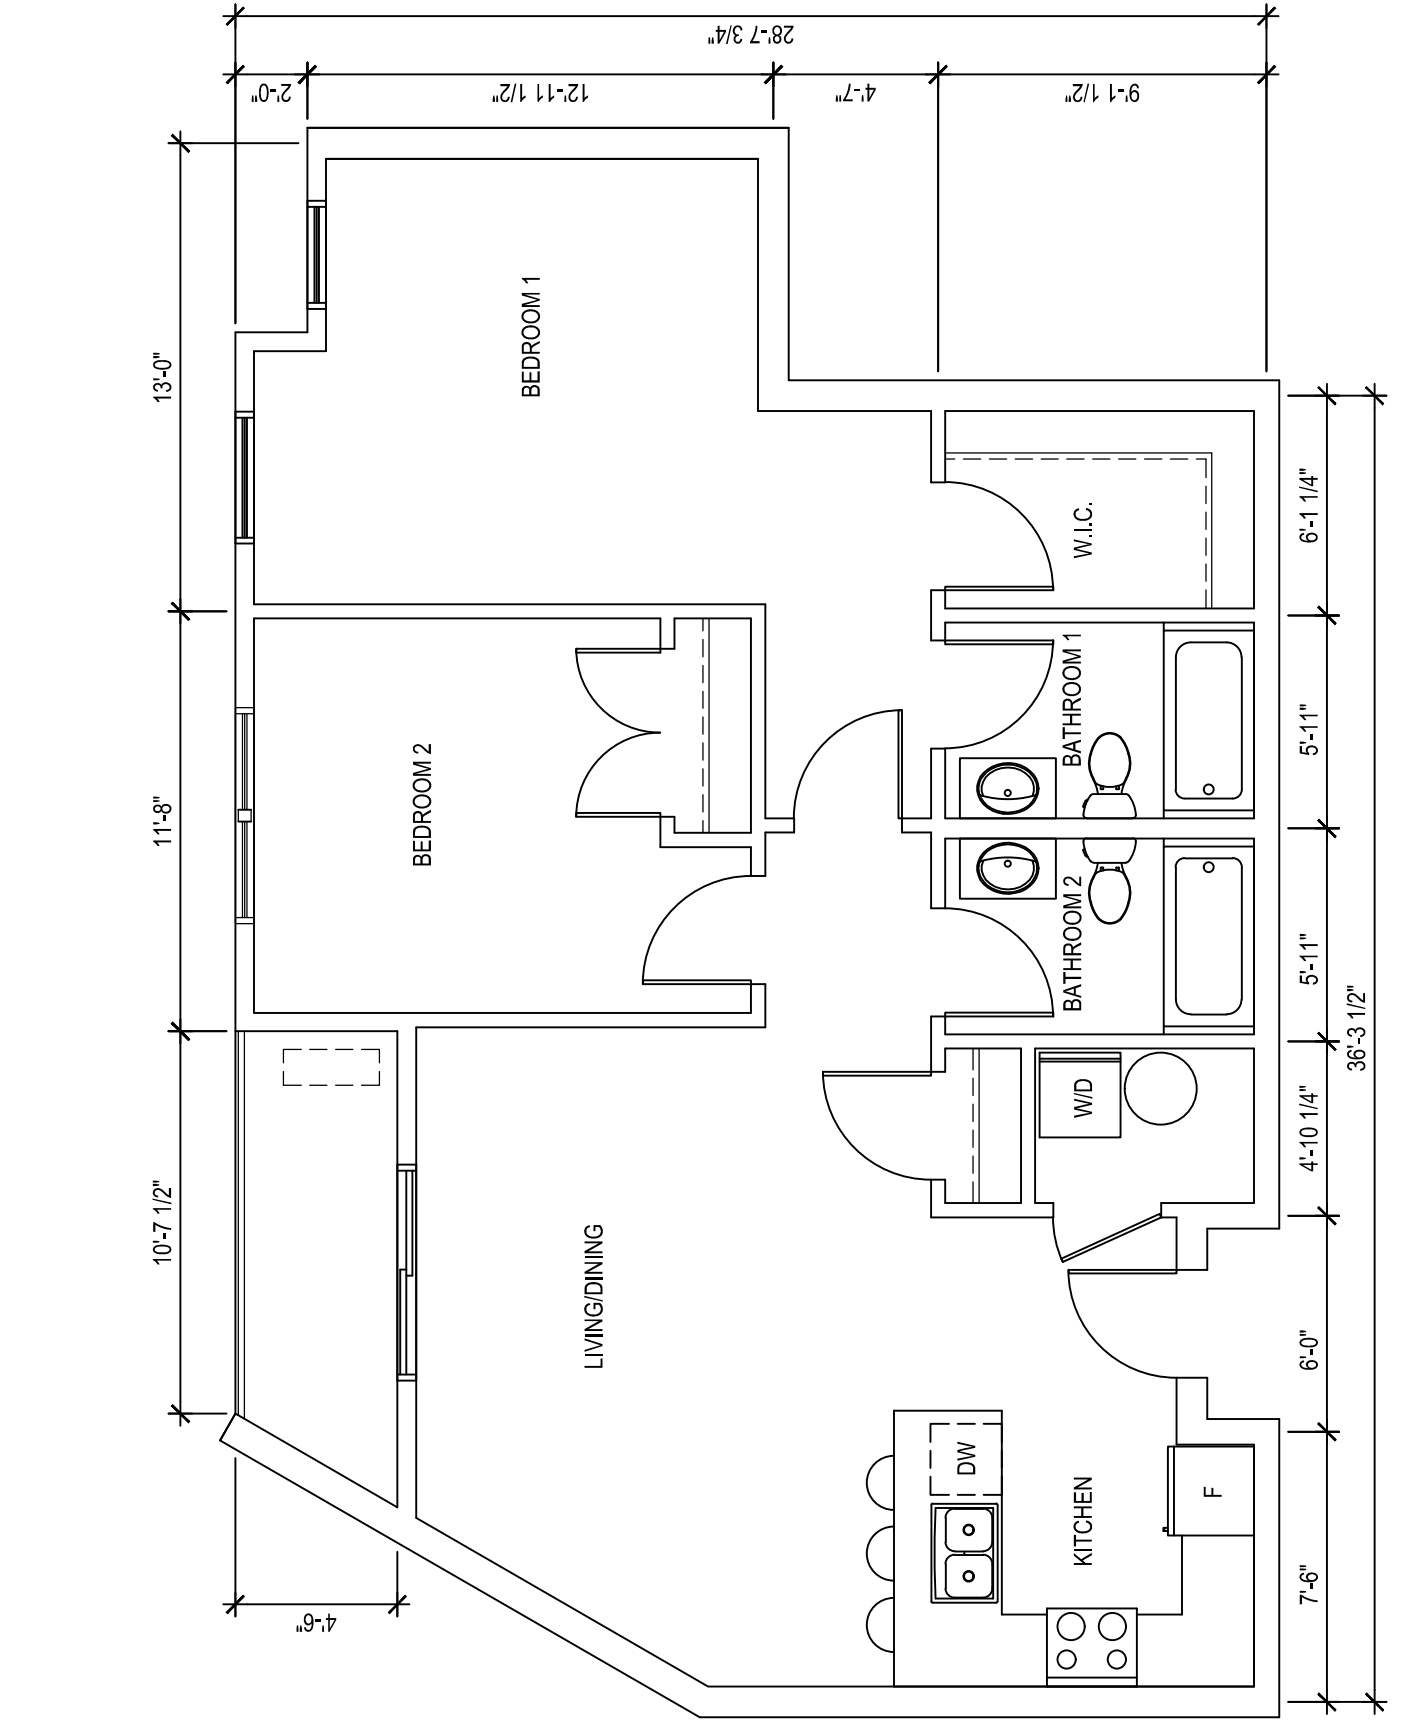 28'-7 3/4"
2'-0"
12'-11 1/2"
4'-7"
9'-1 1/2"
13'-0"
11'-8"
10'-7 1/2"
4'-6"
BEDROOM 1
BEDROOM 2
W.I.C.
BATHROOM 1
BATHROOM 2
W/D
LIVING/DINING
DW
KITCHEN
F
6'-1 1/4"
5'-11"
5'-11"
4'-10 1/4"
6'-0"
7'-6"
36'-3 1/2"